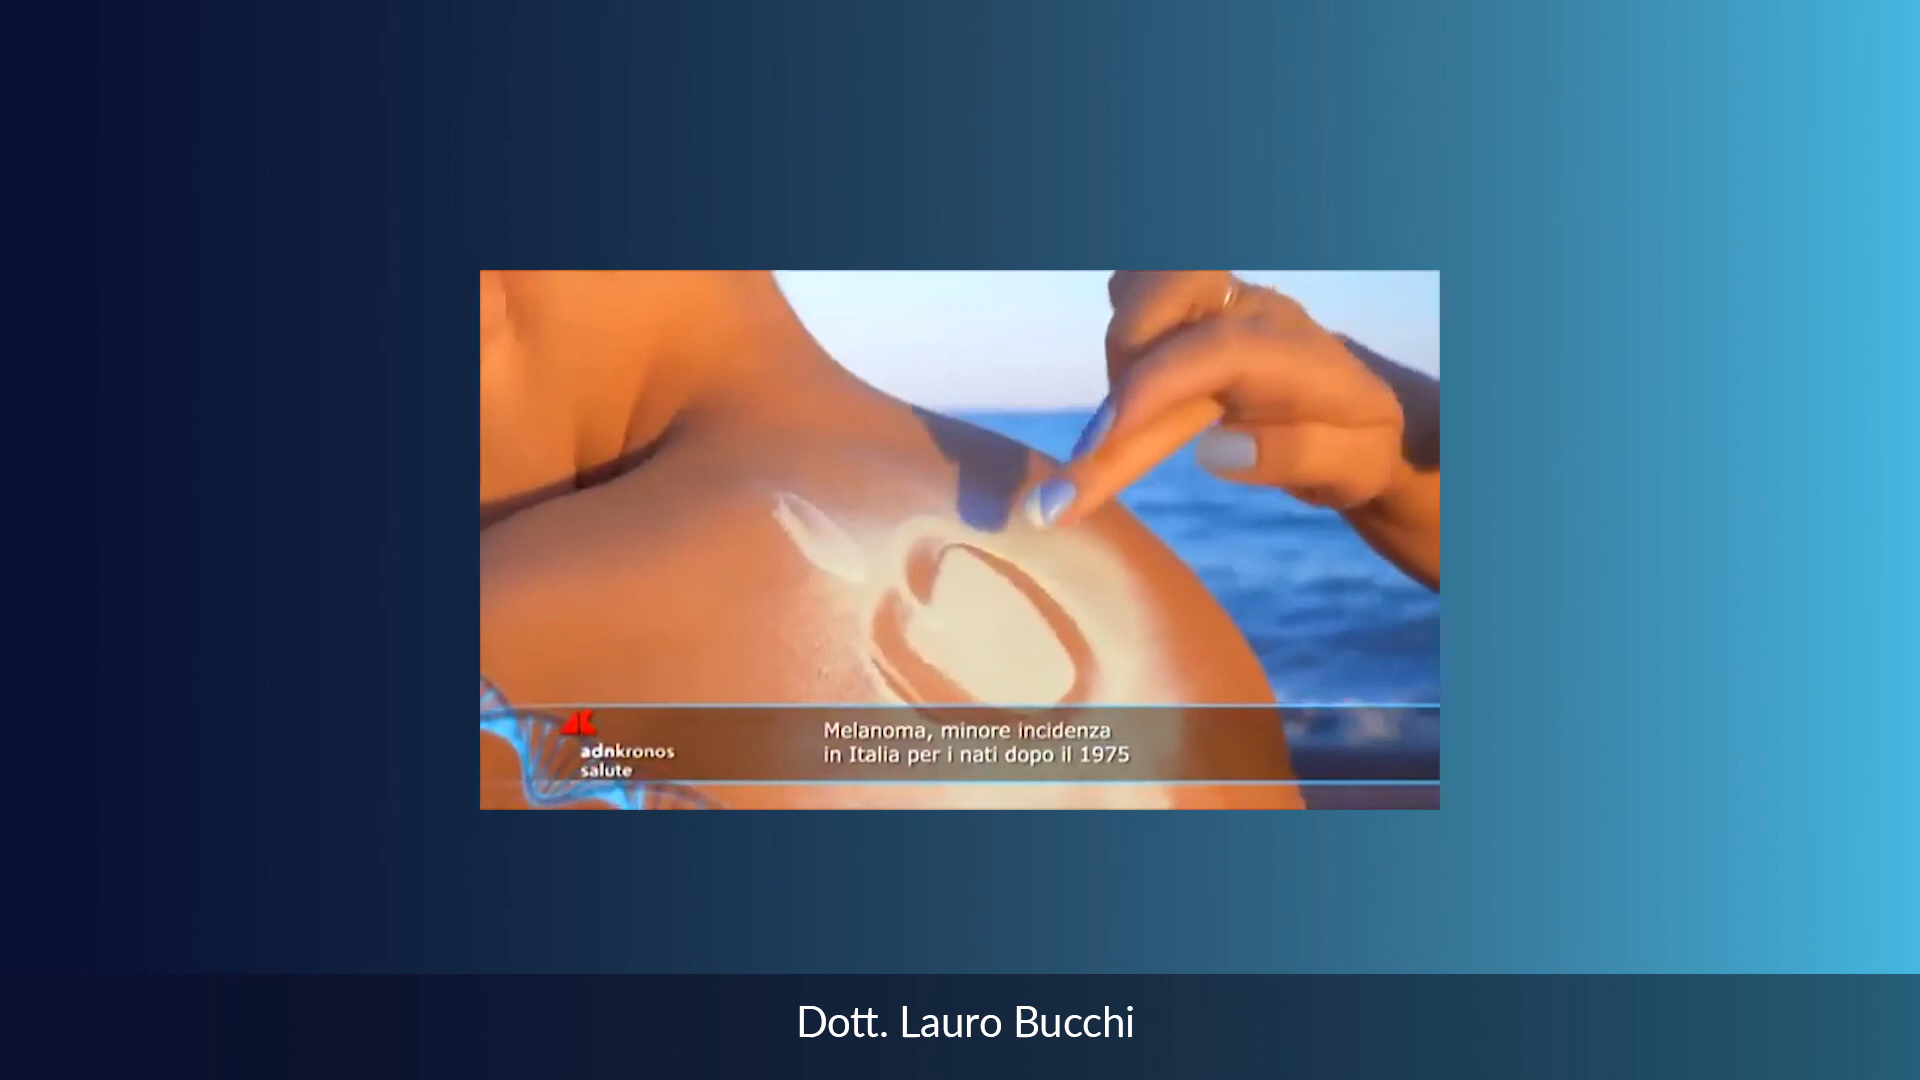 Melanoma, minore incidenza
in Italia per i nati dopo il 1975
adnkronos
salute
Dott. Lauro Bucchi